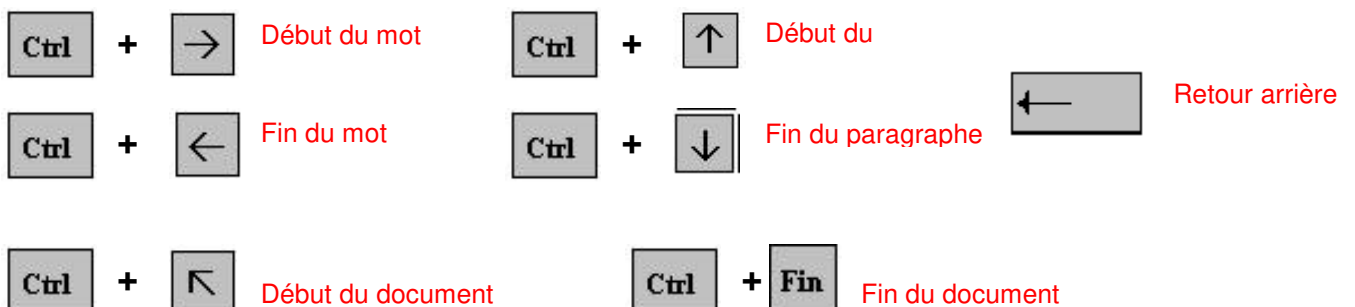 Ctrl + → Début du mot
Ctrl + ↑ Début du
Retour arrière
Ctrl + ← Fin du mot
Ctrl + ↓ Fin du paragraphe
Ctrl + ↖ Début du document
Ctrl + Fin Fin du document